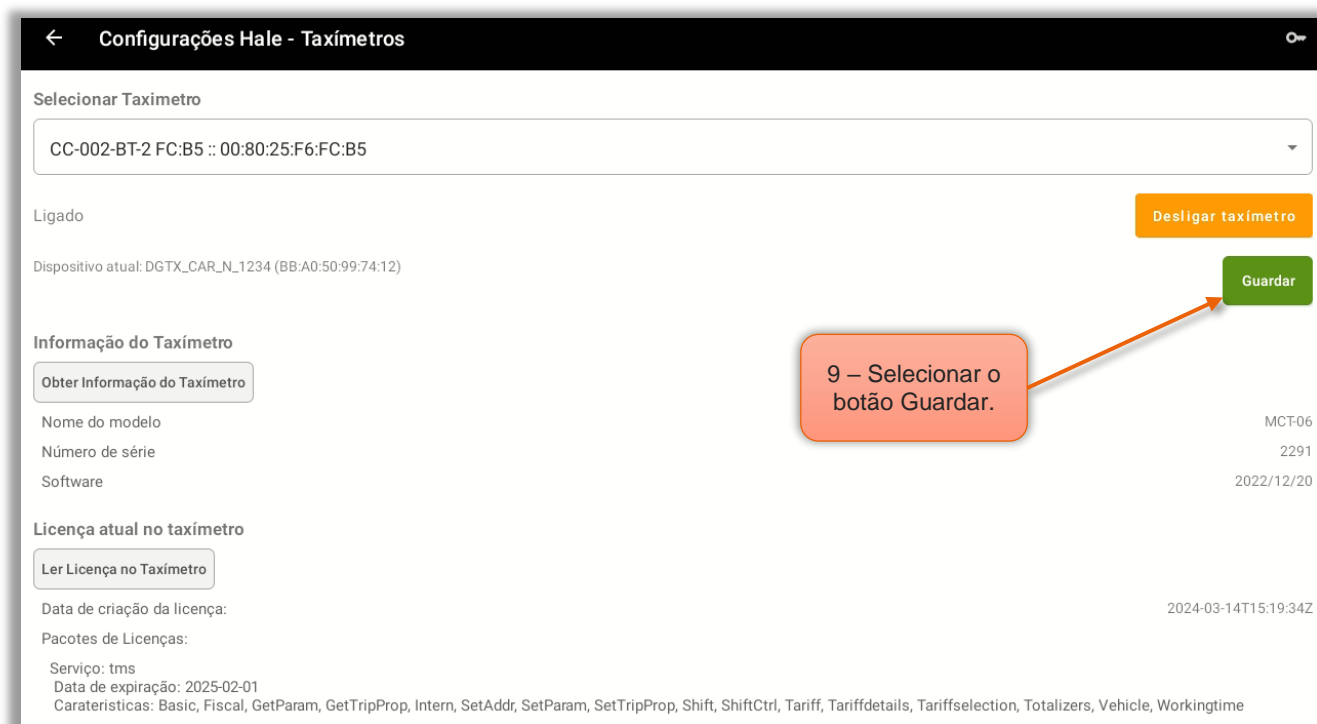 Configurações Hale - Taxímetros
Selecionar Taximetro
CC-002-BT-2 FC:B5 :: 00:80:25:F6:FC:B5
Ligado
Desligar taxímetro
Dispositivo atual: DGTX_CAR_N_1234 (BB:A0:50:99:74:12)
Guardar
Informação do Taxímetro
9 – Selecionar o
botão Guardar.
Obter Informação do Taxímetro
Nome do modelo MCT-06
Número de série 2291
Software 2022/12/20
Licença atual no taxímetro
Ler Licença no Taxímetro
Data de criação da licença: 2024-03-14T15:19:34Z
Pacotes de Licenças:
Serviço: tms
Data de expiração: 2025-02-01
Carateristicas: Basic, Fiscal, GetParam, GetTripProp, Intern, SetAddr, SetParam, SetTripProp, Shift, ShiftCtrl, Tariff, Tariffdetails, Tariffselection, Totalizers, Vehicle, Workingtime